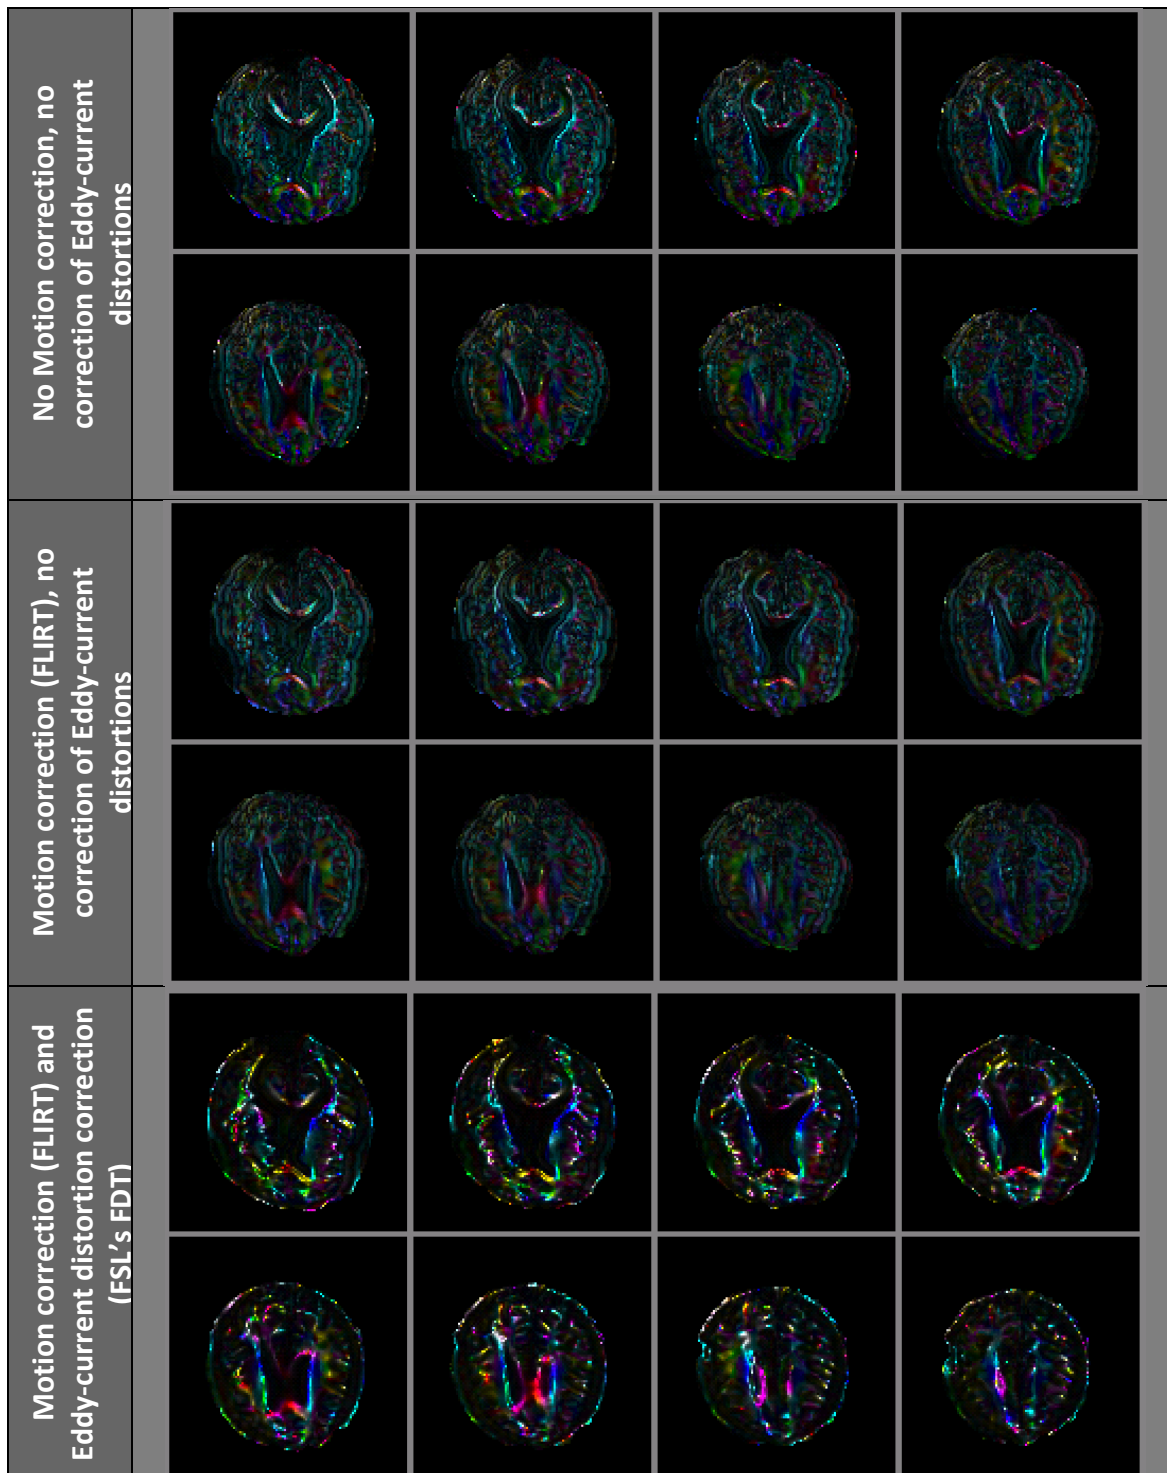 No Motion correction, no
correction of Eddy-current
distortions
Motion correction (FLIRT), no
correction of Eddy-current
distortions
Motion correction (FLIRT) and
Eddy-current distortion correction
(FSL’s FDT)